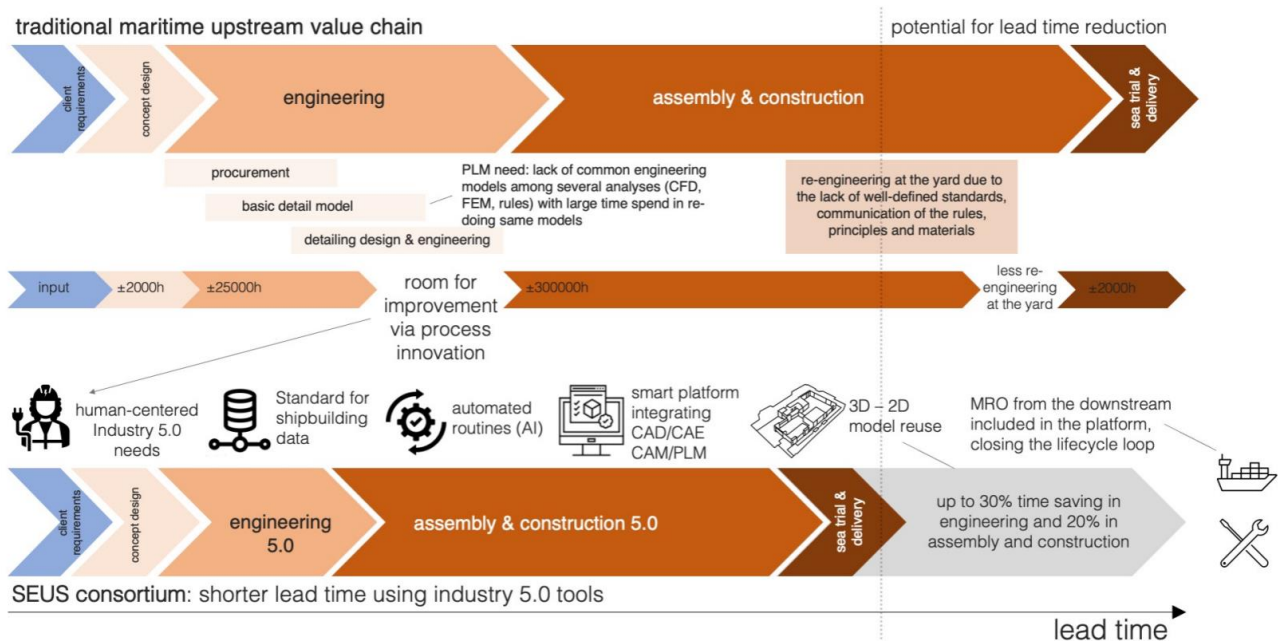 traditional maritime upstream value chain
potential for lead time reduction
client
requirements
concept design
engineering
assembly & construction
sea trial &
delivery
procurement
basic detail model
detailing design & engineering
PLM need: lack of common engineering
models among several analyses (CFD,
FEM, rules) with large time spend in re-
doing same models
re-engineering at the yard due to
the lack of well-defined standards,
communication of the rules,
principles and materials
input
±2000h
±25000h
room for
improvement
via process
innovation
±300000h
less re-
engineering
at the yard
±2000h
human-centered
Industry 5.0
needs
Standard for
shipbuilding
data
automated
routines (AI)
smart platform
integrating
CAD/CAE
CAM/PLM
3D – 2D
model reuse
MRO from the downstream
included in the platform,
closing the lifecycle loop
client
requirements
concept design
engineering
5.0
assembly & construction 5.0
sea trial &
delivery
up to 30% time saving in
engineering and 20% in
assembly and construction
SEUS consortium: shorter lead time using industry 5.0 tools
lead time